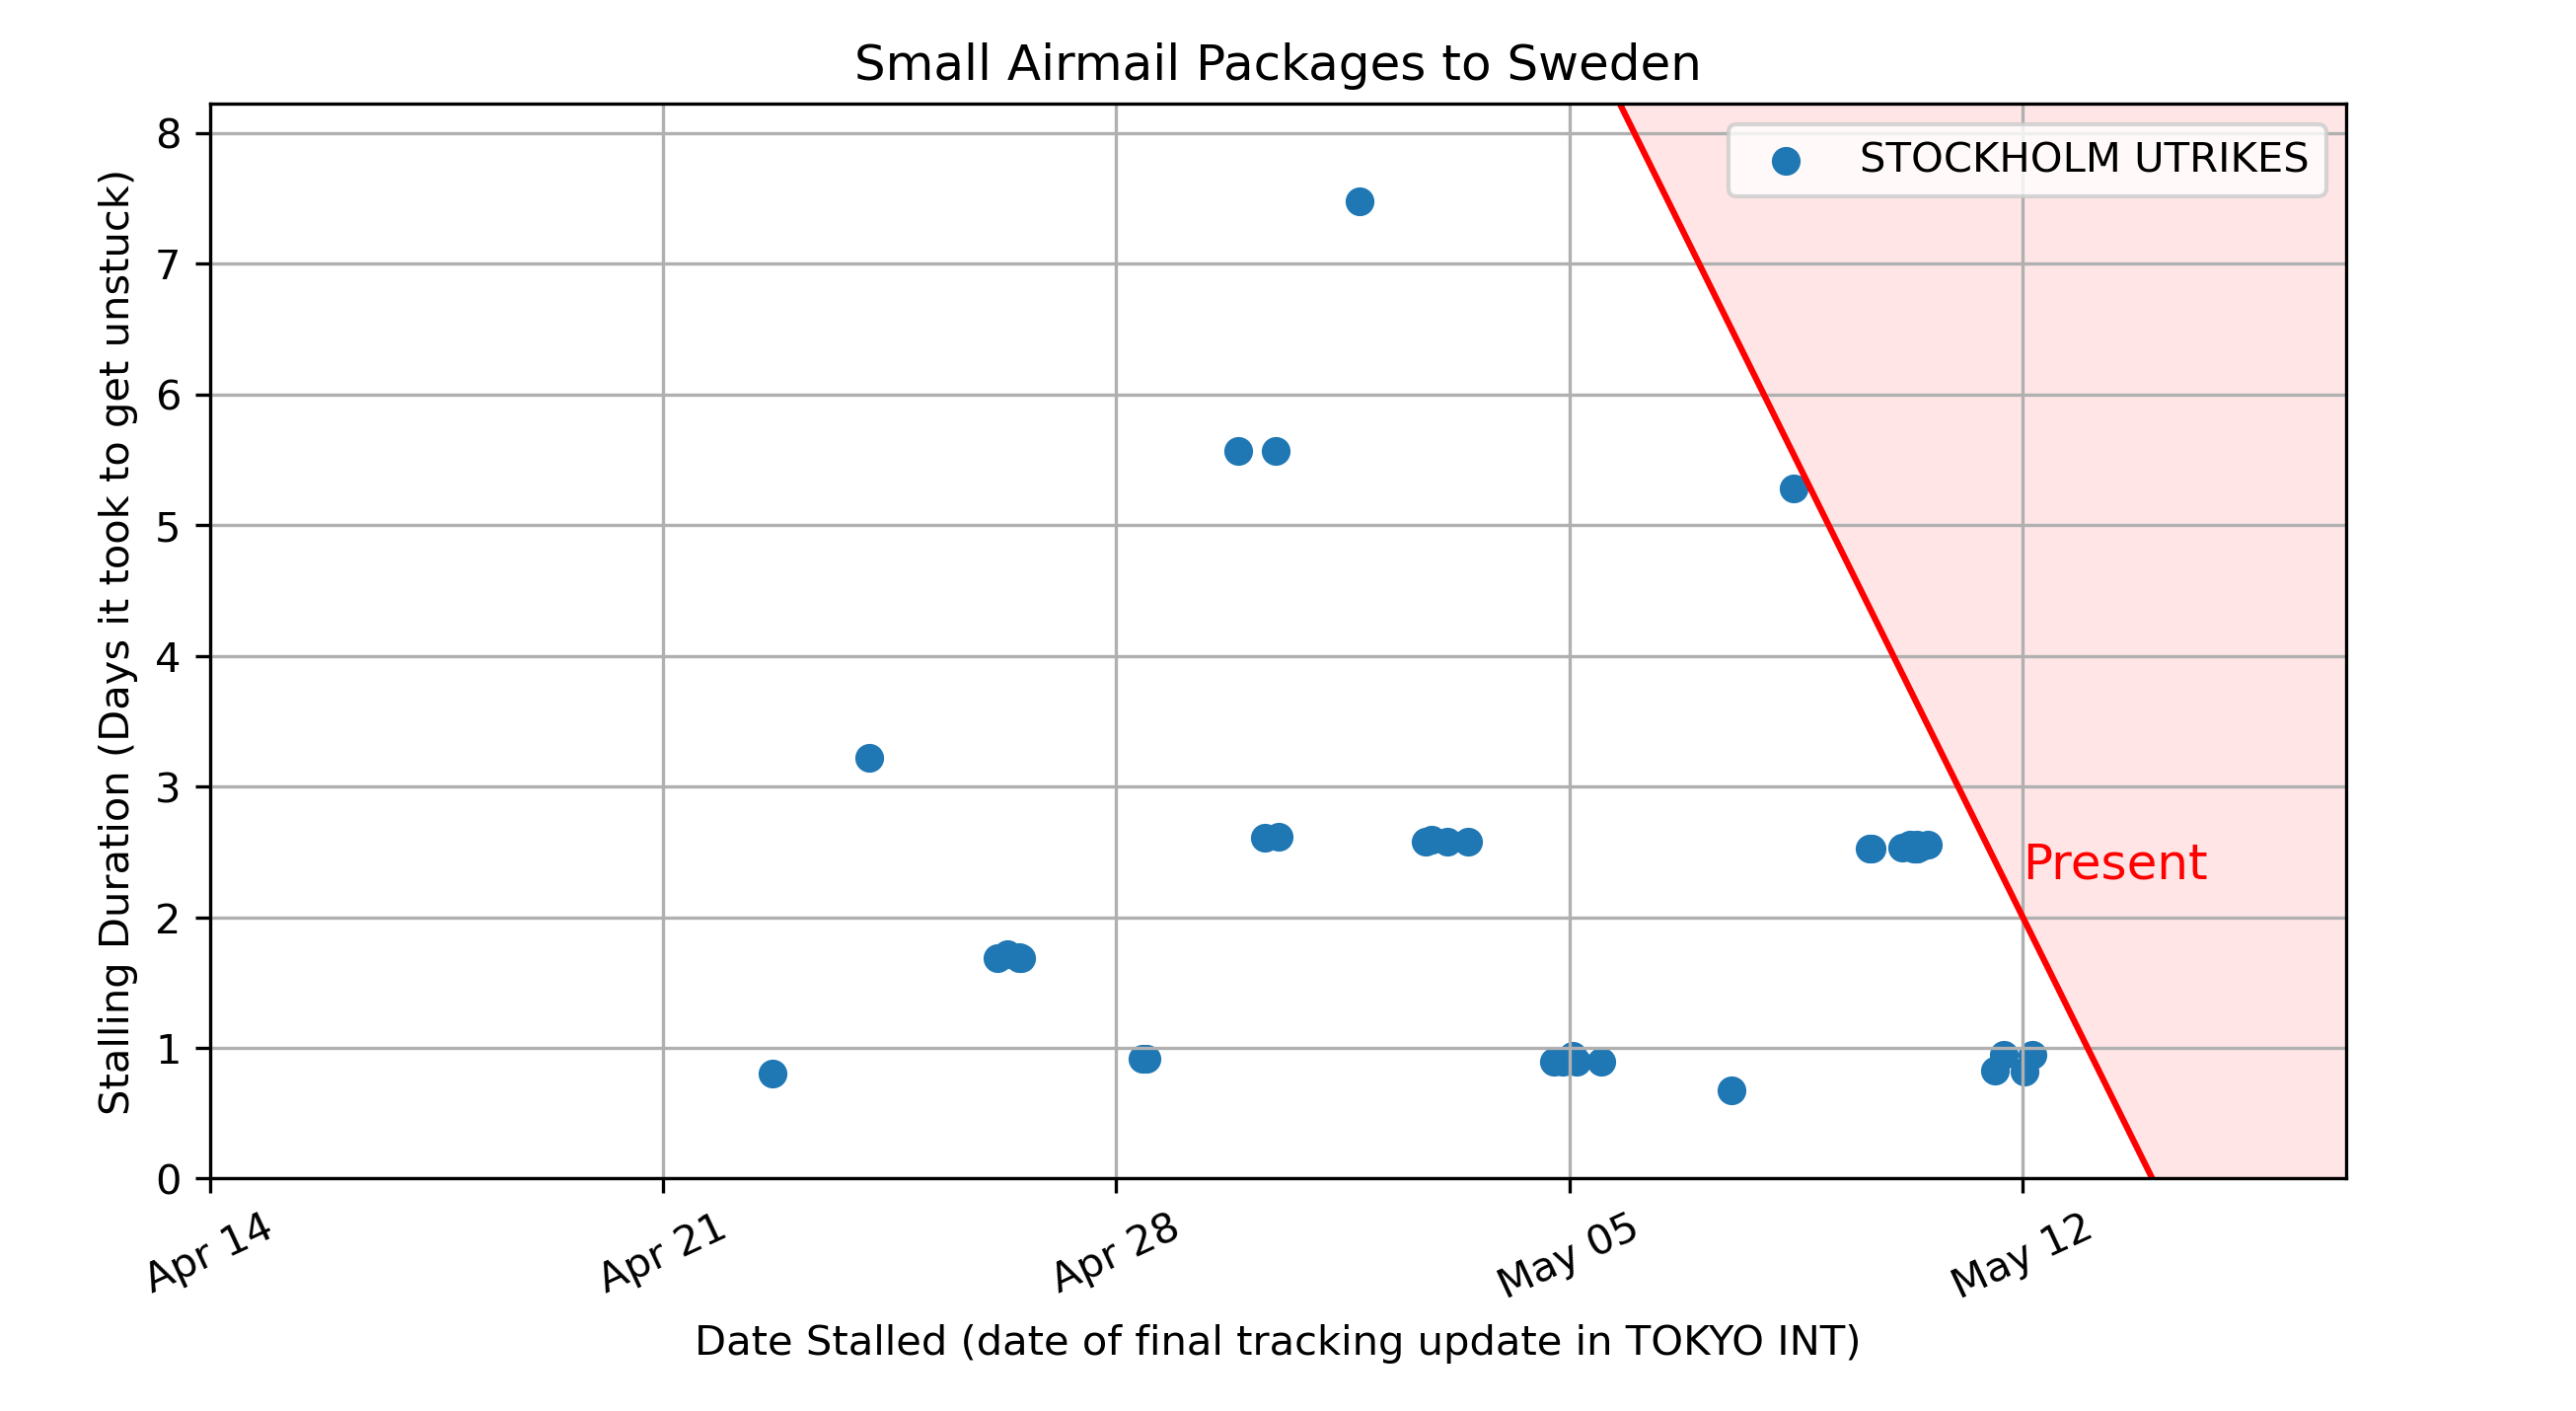 Small Airmail Packages to Sweden
STOCKHOLM UTRIKES
Stalling Duration (Days it took to get unstuck)
8
7
6
5
4
3
2
1
0
Present
Apr 14
Apr 21
Apr 28
May 05
May 12
Date Stalled (date of final tracking update in TOKYO INT)